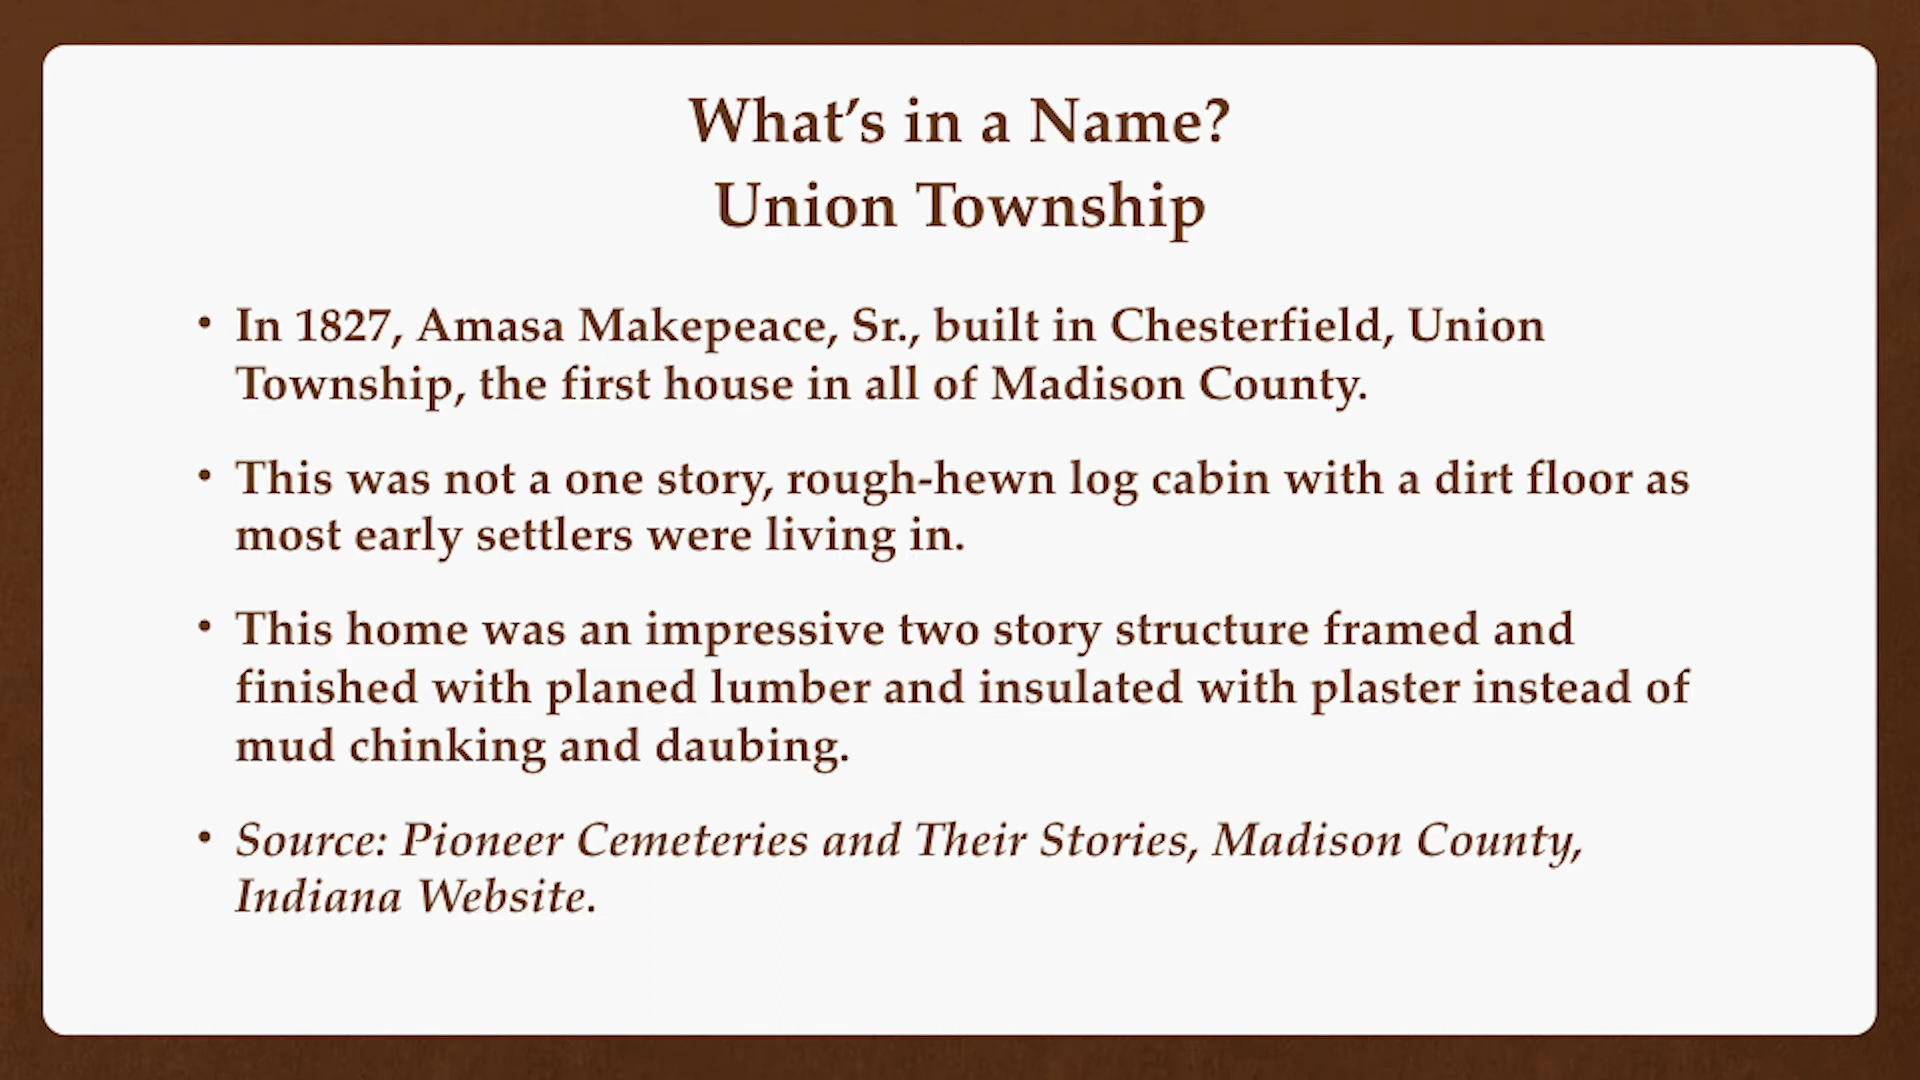 What’s in a Name?
Union Township
• In 1827, Amasa Makepeace, Sr., built in Chesterfield, Union
Township, the first house in all of Madison County.
• This was not a one story, rough-hewn log cabin with a dirt floor as
most early settlers were living in.
• This home was an impressive two story structure framed and
finished with planed lumber and insulated with plaster instead of
mud chinking and daubing.
• Source: Pioneer Cemeteries and Their Stories, Madison County,
Indiana Website.